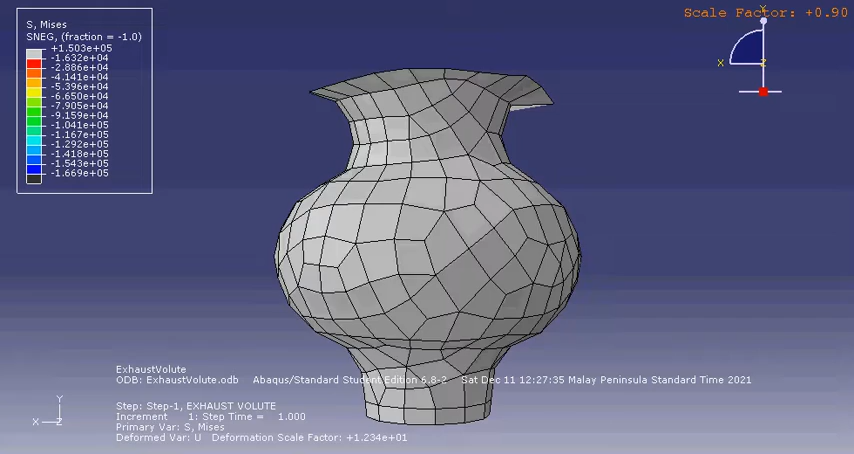 S, Mises
SNEG, (fraction = -1.0)
+1.503e+05
-1.632e+04
-2.886e+04
-4.141e+04
-5.396e+04
-6.650e+04
-7.905e+04
-9.159e+04
-1.041e+05
-1.167e+05
-1.292e+05
-1.418e+05
-1.543e+05
-1.669e+05
Scale Factor: +0.90
Y
X
Z
ExhaustVolute
ODB: ExhaustVolute.odb Abaqus/Standard Student Edition 6.8-2 Sat Dec 11 12:27:35 Malay Peninsula Standard Time 2021
Y
X
Z
Step: Step-1, EXHAUST VOLUTE
Increment 1: Step Time = 1.000
Primary Var: S, Mises
Deformed Var: U Deformation Scale Factor: +1.234e+01